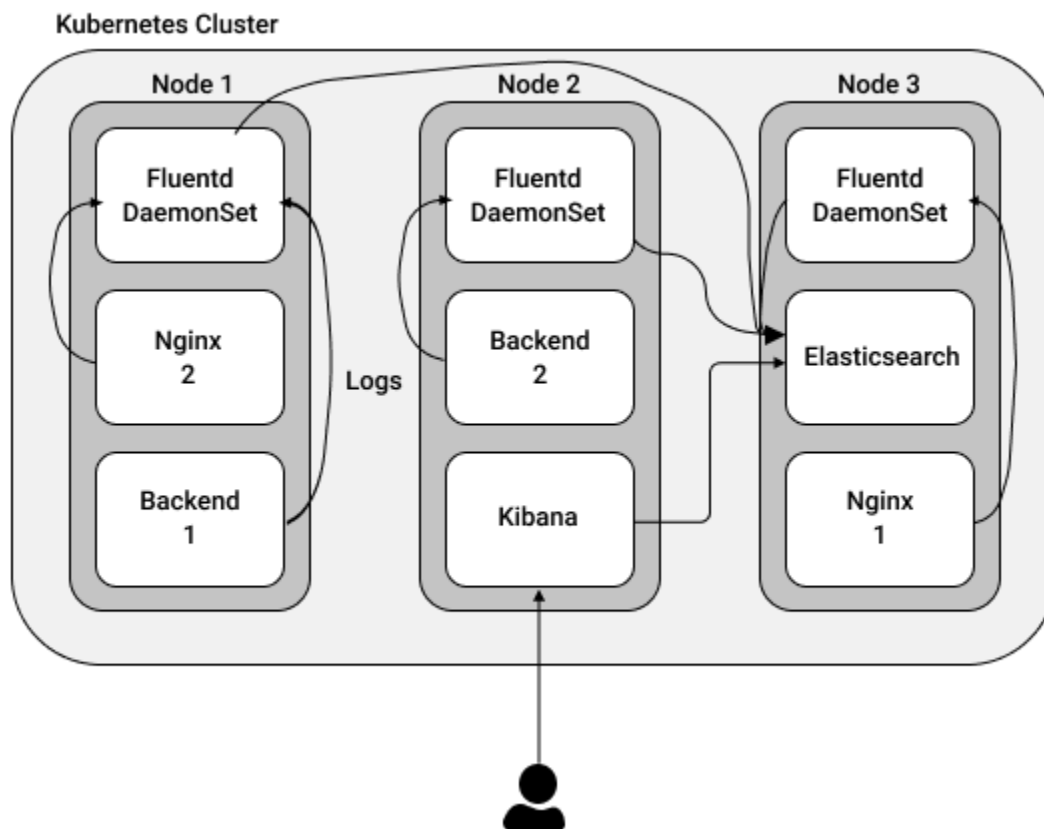 Kubernetes Cluster
Node 1
Node 2
Node 3
Fluentd
DaemonSet
Fluentd
DaemonSet
Fluentd
DaemonSet
Nginx
2
Logs
Backend
2
Elasticsearch
Backend
1
Kibana
Nginx
1